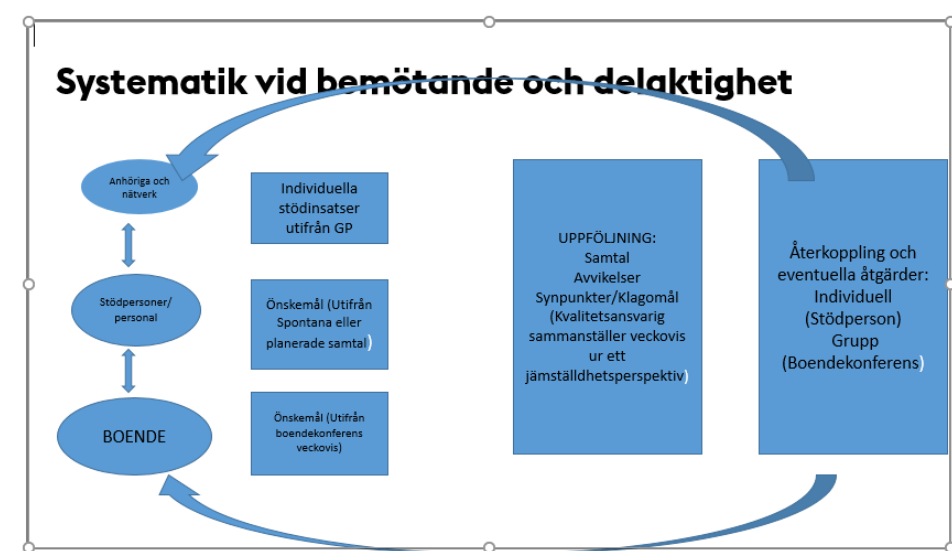 Systematik vid bemötande och delaktighet
Anhöriga och
nätverk
Stödpersoner/
personal
BOENDE
Individuella
stödinsatser
utifrån GP
Önskemål (Utifrån
Spontana eller
planerade samtal)
Önskemål (Utifrån
boendekonferens
veckovis)
UPPFÖLJNING:
Samtal
Avvikelser
Synpunkter/Klagomål
(Kvalitetsansvarig
sammanställer veckovis
ur ett
jämställdhetsperspektiv)
Återkoppling och
eventuella åtgärder:
Individuell
(Stödperson)
Grupp
(Boendekonferens)